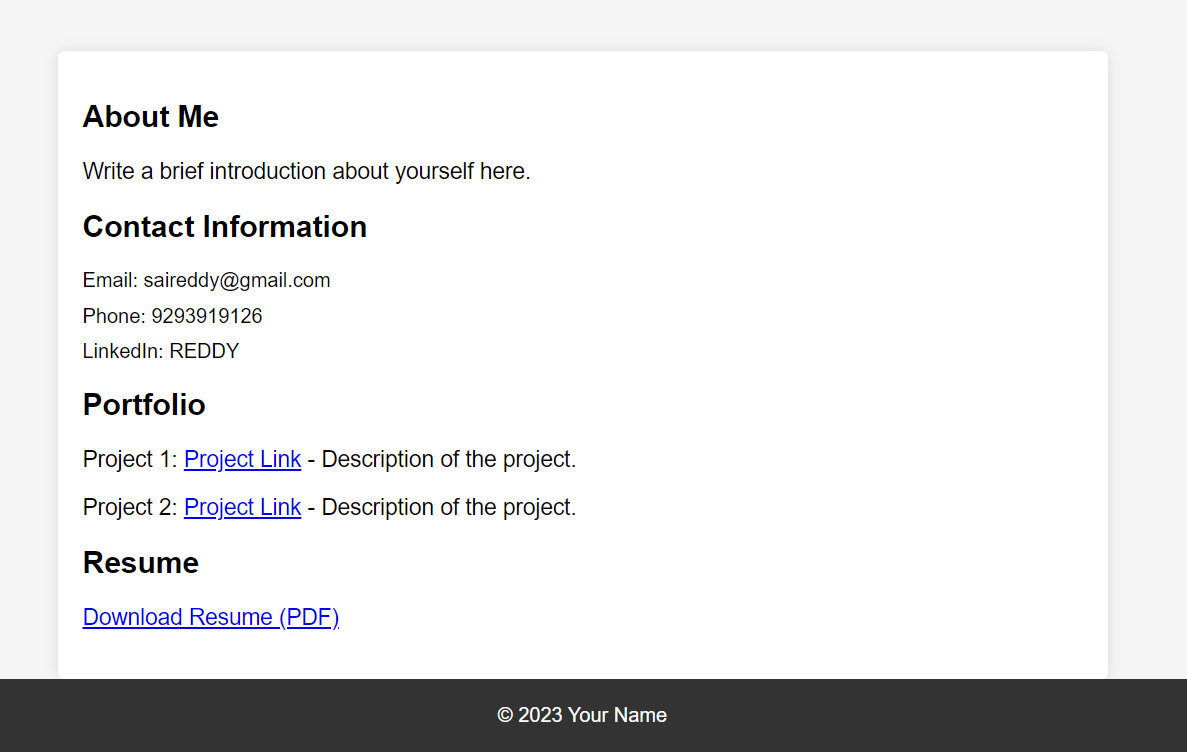 About Me
Write a brief introduction about yourself here.
Contact Information
Email: saireddy@gmail.com
Phone: 9293919126
LinkedIn: REDDY
Portfolio
Project 1: Project Link - Description of the project.
Project 2: Project Link - Description of the project.
Resume
Download Resume (PDF)
© 2023 Your Name